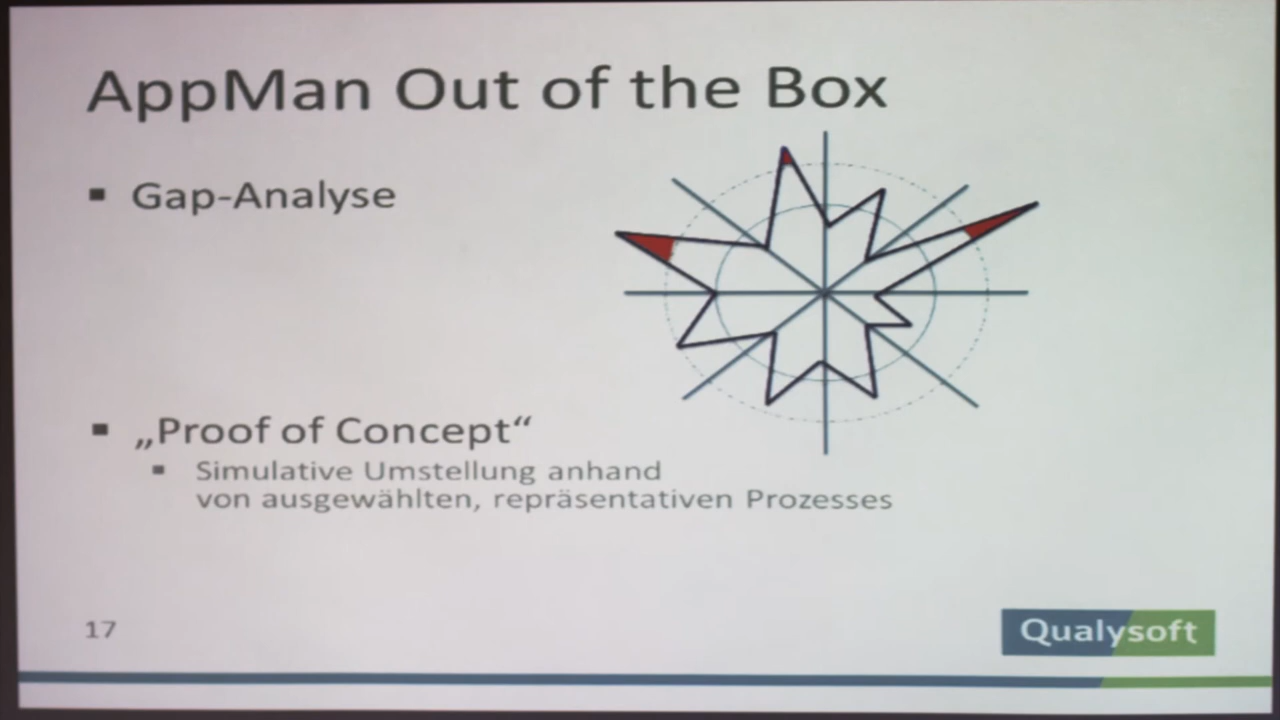 AppMan Out of the Box
▪ Gap-Analyse
▪ „Proof of Concept“
▪ Simulative Umstellung anhand
von ausgewählten, repräsentativen Prozesses
17
Qualysoft